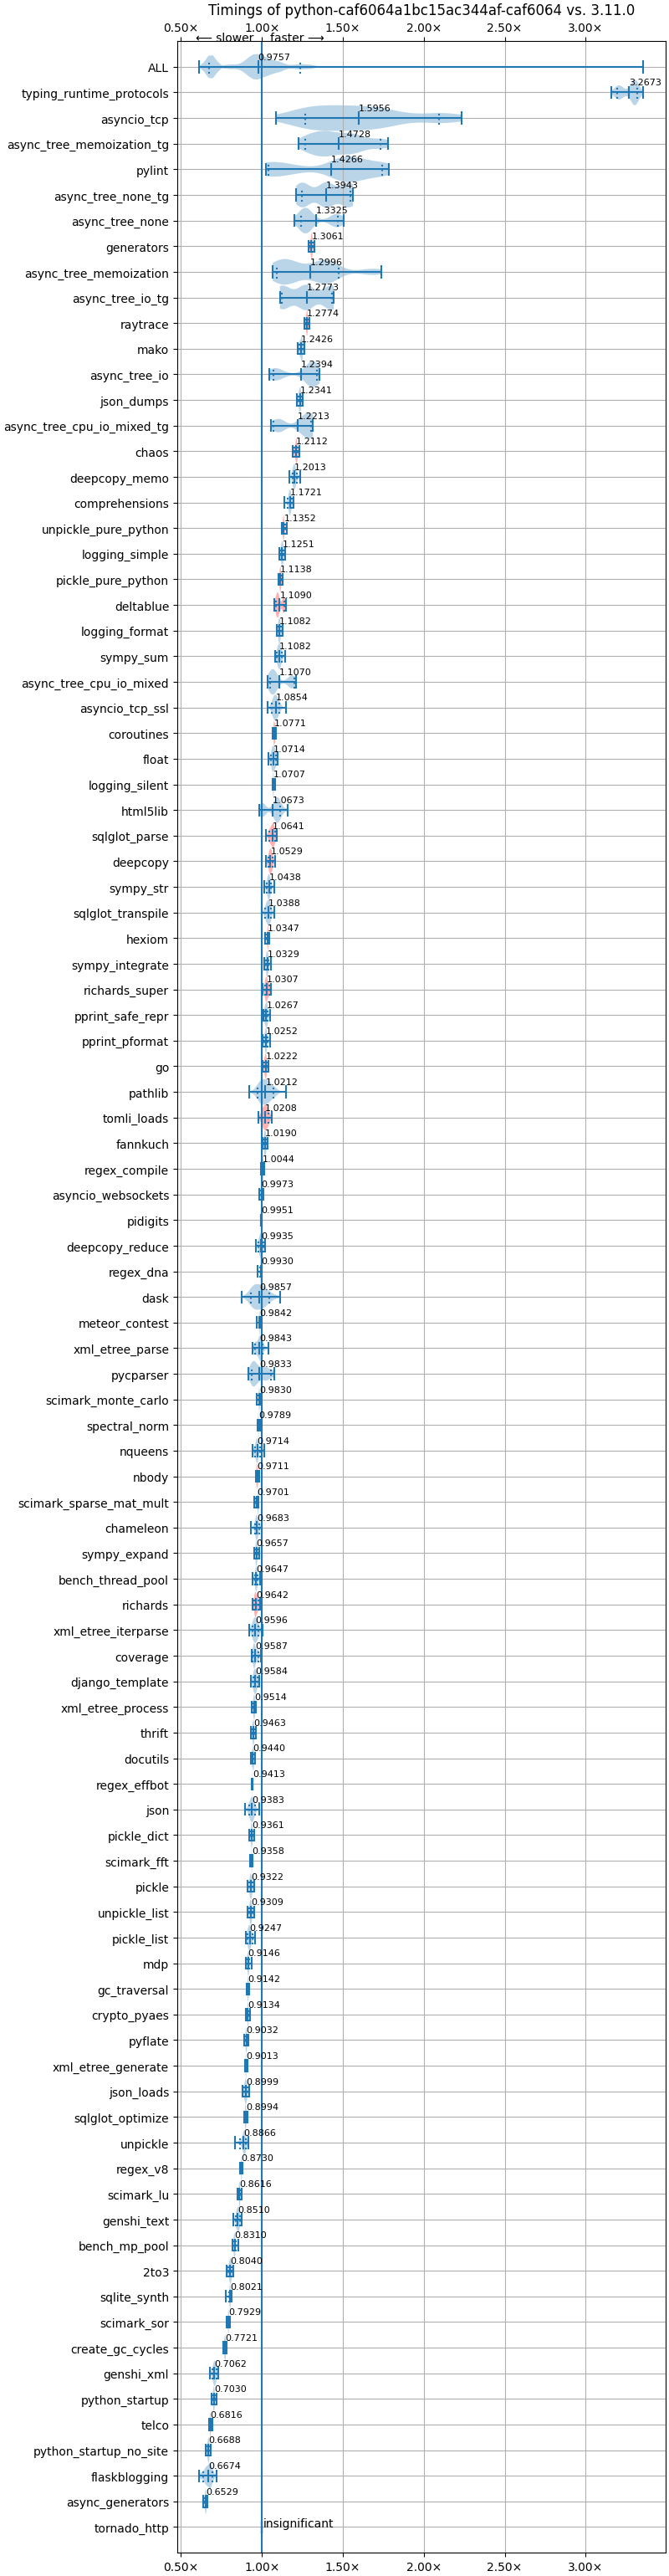 Timings of python-caf6064a1bc15ac344af-caf6064 vs. 3.11.0
0.50× 1.00× 1.50× 2.00× 2.50× 3.00×
⟵ slower faster ⟶
ALL 0.9757
typing_runtime_protocols 3.2673
asyncio_tcp 1.5956
async_tree_memoization_tg 1.4728
pylint 1.4266
async_tree_none_tg 1.3943
async_tree_none 1.3325
generators 1.3061
async_tree_memoization 1.2996
async_tree_io_tg 1.2773
raytrace 1.2774
mako 1.2426
async_tree_io 1.2394
json_dumps 1.2341
async_tree_cpu_io_mixed_tg 1.2213
chaos 1.2112
deepcopy_memo 1.2013
comprehensions 1.1721
unpickle_pure_python 1.1352
logging_simple 1.1251
pickle_pure_python 1.1138
deltablue 1.1090
logging_format 1.1082
sympy_sum 1.1082
async_tree_cpu_io_mixed 1.1070
asyncio_tcp_ssl 1.0854
coroutines 1.0771
float 1.0714
logging_silent 1.0707
html5lib 1.0673
sqlglot_parse 1.0641
deepcopy 1.0529
sympy_str 1.0438
sqlglot_transpile 1.0388
hexiom 1.0347
sympy_integrate 1.0329
richards_super 1.0307
pprint_safe_repr 1.0267
pprint_pformat 1.0252
go 1.0222
pathlib 1.0212
tomli_loads 1.0208
fannkuch 1.0190
regex_compile 1.0044
asyncio_websockets 0.9973
pidigits 0.9951
deepcopy_reduce 0.9935
regex_dna 0.9930
dask 0.9857
meteor_contest 0.9842
xml_etree_parse 0.9843
pycparser 0.9833
scimark_monte_carlo 0.9830
spectral_norm 0.9789
nqueens 0.9714
nbody 0.9711
scimark_sparse_mat_mult 0.9701
chameleon 0.9683
sympy_expand 0.9657
bench_thread_pool 0.9647
richards 0.9642
xml_etree_iterparse 0.9596
coverage 0.9587
django_template 0.9584
xml_etree_process 0.9514
thrift 0.9463
docutils 0.9440
regex_effbot 0.9413
json 0.9383
pickle_dict 0.9361
scimark_fft 0.9358
pickle 0.9322
unpickle_list 0.9309
pickle_list 0.9247
mdp 0.9146
gc_traversal 0.9142
crypto_pyaes 0.9134
pyflate 0.9032
xml_etree_generate 0.9013
json_loads 0.8999
sqlglot_optimize 0.8994
unpickle 0.8866
regex_v8 0.8730
scimark_lu 0.8616
genshi_text 0.8510
bench_mp_pool 0.8310
2to3 0.8040
sqlite_synth 0.8021
scimark_sor 0.7929
create_gc_cycles 0.7721
genshi_xml 0.7062
python_startup 0.7030
telco 0.6816
python_startup_no_site 0.6688
flaskblogging 0.6674
async_generators 0.6529
tornado_http insignificant
0.50× 1.00× 1.50× 2.00× 2.50× 3.00×